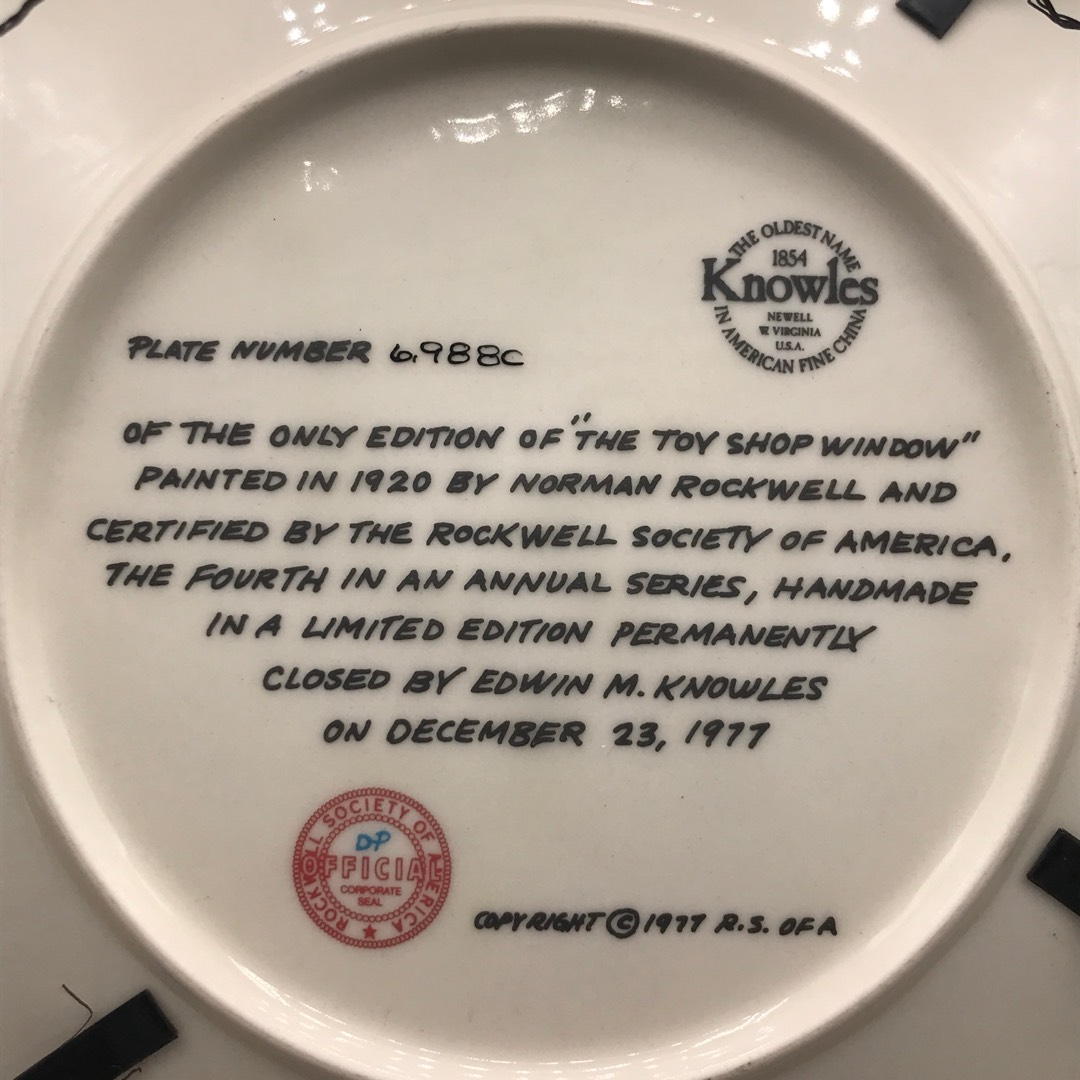 THE OLDEST NAME
1854
Knowles
NEWELL
W. VIRGINIA
U.S.A.
IN AMERICAN FINE CHINA
PLATE NUMBER 6,988C
OF THE ONLY EDITION OF "THE TOY SHOP WINDOW"
PAINTED IN 1920 BY NORMAN ROCKWELL AND
CERTIFIED BY THE ROCKWELL SOCIETY OF AMERICA,
THE FOURTH IN AN ANNUAL SERIES, HANDMADE
IN A LIMITED EDITION PERMANENTLY
CLOSED BY EDWIN M. KNOWLES
ON DECEMBER 23, 1977
ROCKWELL SOCIETY OF AMERICA
DP
OFFICIAL
CORPORATE
SEAL
COPYRIGHT © 1977 R.S. OF A